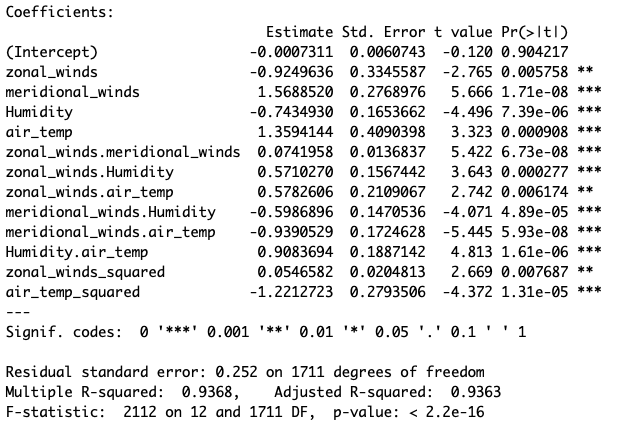 Coefficients:
Estimate Std. Error t value Pr(>|t|)
(Intercept) -0.0007311 0.0060743 -0.120 0.904217
zonal_winds -0.9249636 0.3345587 -2.765 0.005758 **
meridional_winds 1.5688520 0.2768976 5.666 1.71e-08 ***
Humidity -0.7434930 0.1653662 -4.496 7.39e-06 ***
air_temp 1.3594144 0.4090398 3.323 0.000908 ***
zonal_winds.meridional_winds 0.0741958 0.0136837 5.422 6.73e-08 ***
zonal_winds.Humidity 0.5710270 0.1567442 3.643 0.000277 ***
zonal_winds.air_temp 0.5782606 0.2109067 2.742 0.006174 **
meridional_winds.Humidity -0.5986896 0.1470536 -4.071 4.89e-05 ***
meridional_winds.air_temp -0.9390529 0.1724628 -5.445 5.93e-08 ***
Humidity.air_temp 0.9083694 0.1887142 4.813 1.61e-06 ***
zonal_winds_squared 0.0546582 0.0204813 2.669 0.007687 **
air_temp_squared -1.2212723 0.2793506 -4.372 1.31e-05 ***
---
Signif. codes: 0 '***' 0.001 '**' 0.01 '*' 0.05 '.' 0.1 ' ' 1
Residual standard error: 0.252 on 1711 degrees of freedom
Multiple R-squared: 0.9368, Adjusted R-squared: 0.9363
F-statistic: 2112 on 12 and 1711 DF, p-value: < 2.2e-16